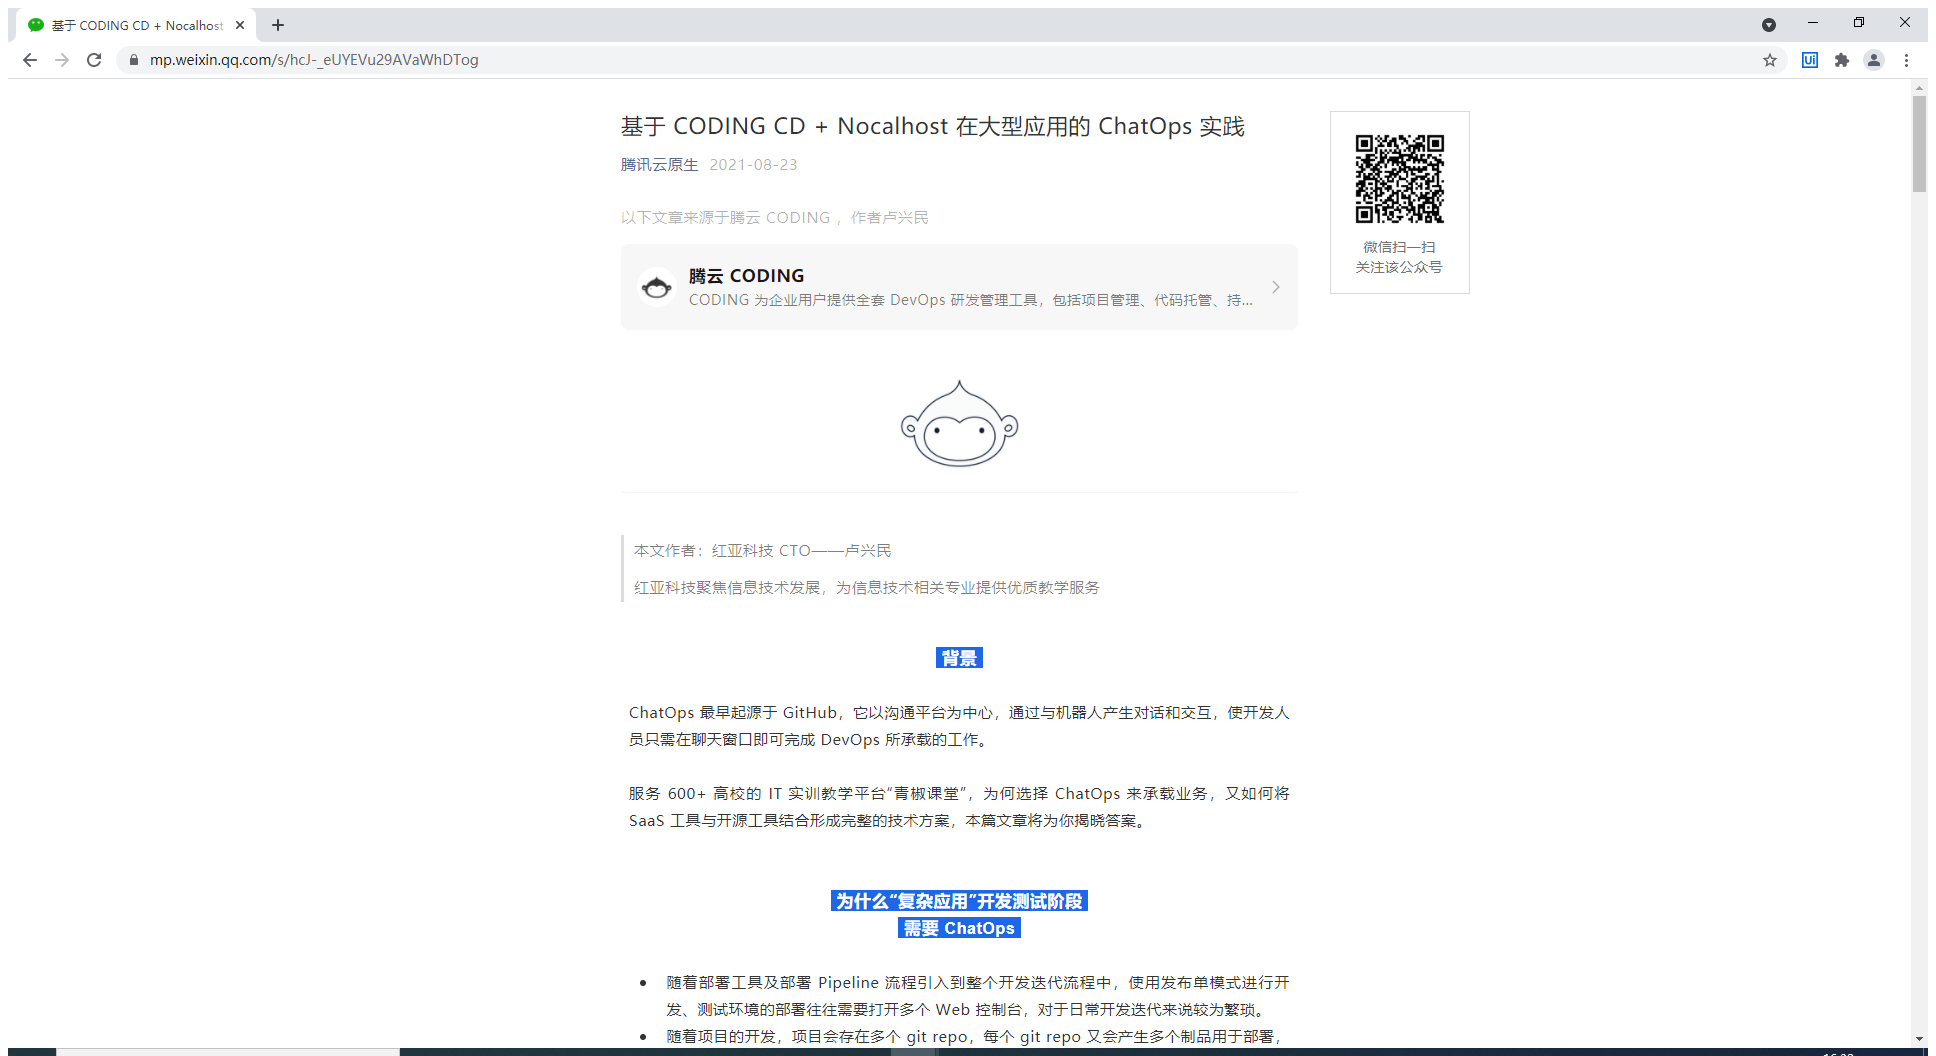 基于 CODING CD + Nocalhost
mp.weixin.qq.com/s/hcJ-_eUYEVu29AVaWhDTog
Ui
基于 CODING CD + Nocalhost 在大型应用的 ChatOps 实践
腾讯云原生 2021-08-23
以下文章来源于腾云 CODING ，作者卢兴民
腾云 CODING
CODING 为企业用户提供全套 DevOps 研发管理工具，包括项目管理、代码托管、持...
微信扫一扫
关注该公众号
本文作者：红亚科技 CTO——卢兴民
红亚科技聚焦信息技术发展，为信息技术相关专业提供优质教学服务
背景
ChatOps 最早起源于 GitHub，它以沟通平台为中心，通过与机器人产生对话和交互，使开发人
员只需在聊天窗口即可完成 DevOps 所承载的工作。
服务 600+ 高校的 IT 实训教学平台“青椒课堂”，为何选择 ChatOps 来承载业务，又如何将
SaaS 工具与开源工具结合形成完整的技术方案，本篇文章将为你揭晓答案。
为什么“复杂应用”开发测试阶段
需要 ChatOps
随着部署工具及部署 Pipeline 流程引入到整个开发迭代流程中，使用发布单模式进行开
发、测试环境的部署往往需要打开多个 Web 控制台，对于日常开发迭代来说较为繁琐。
随着项目的开发，项目会存在多个 git repo，每个 git repo 又会产生多个制品用于部署，